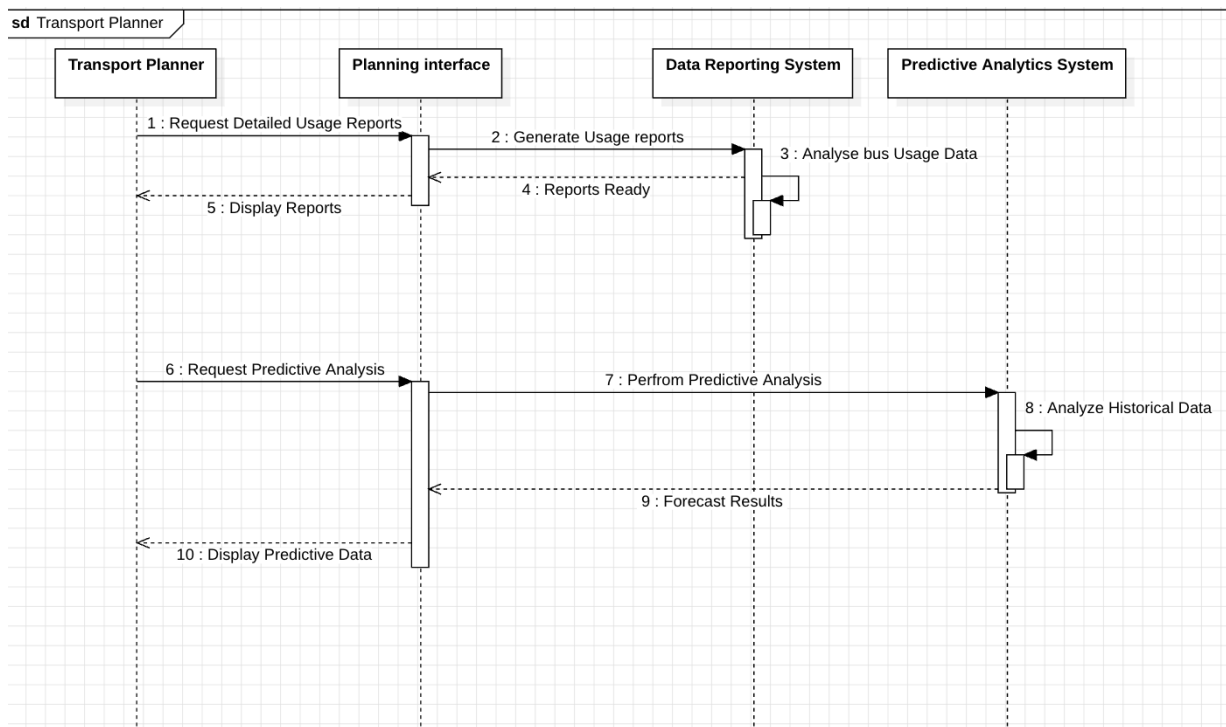 sd Transport Planner
Transport Planner
Planning interface
Data Reporting System
Predictive Analytics System
1 : Request Detailed Usage Reports
2 : Generate Usage reports
3 : Analyse bus Usage Data
4 : Reports Ready
5 : Display Reports
6 : Request Predictive Analysis
7 : Perfrom Predictive Analysis
8 : Analyze Historical Data
9 : Forecast Results
10 : Display Predictive Data